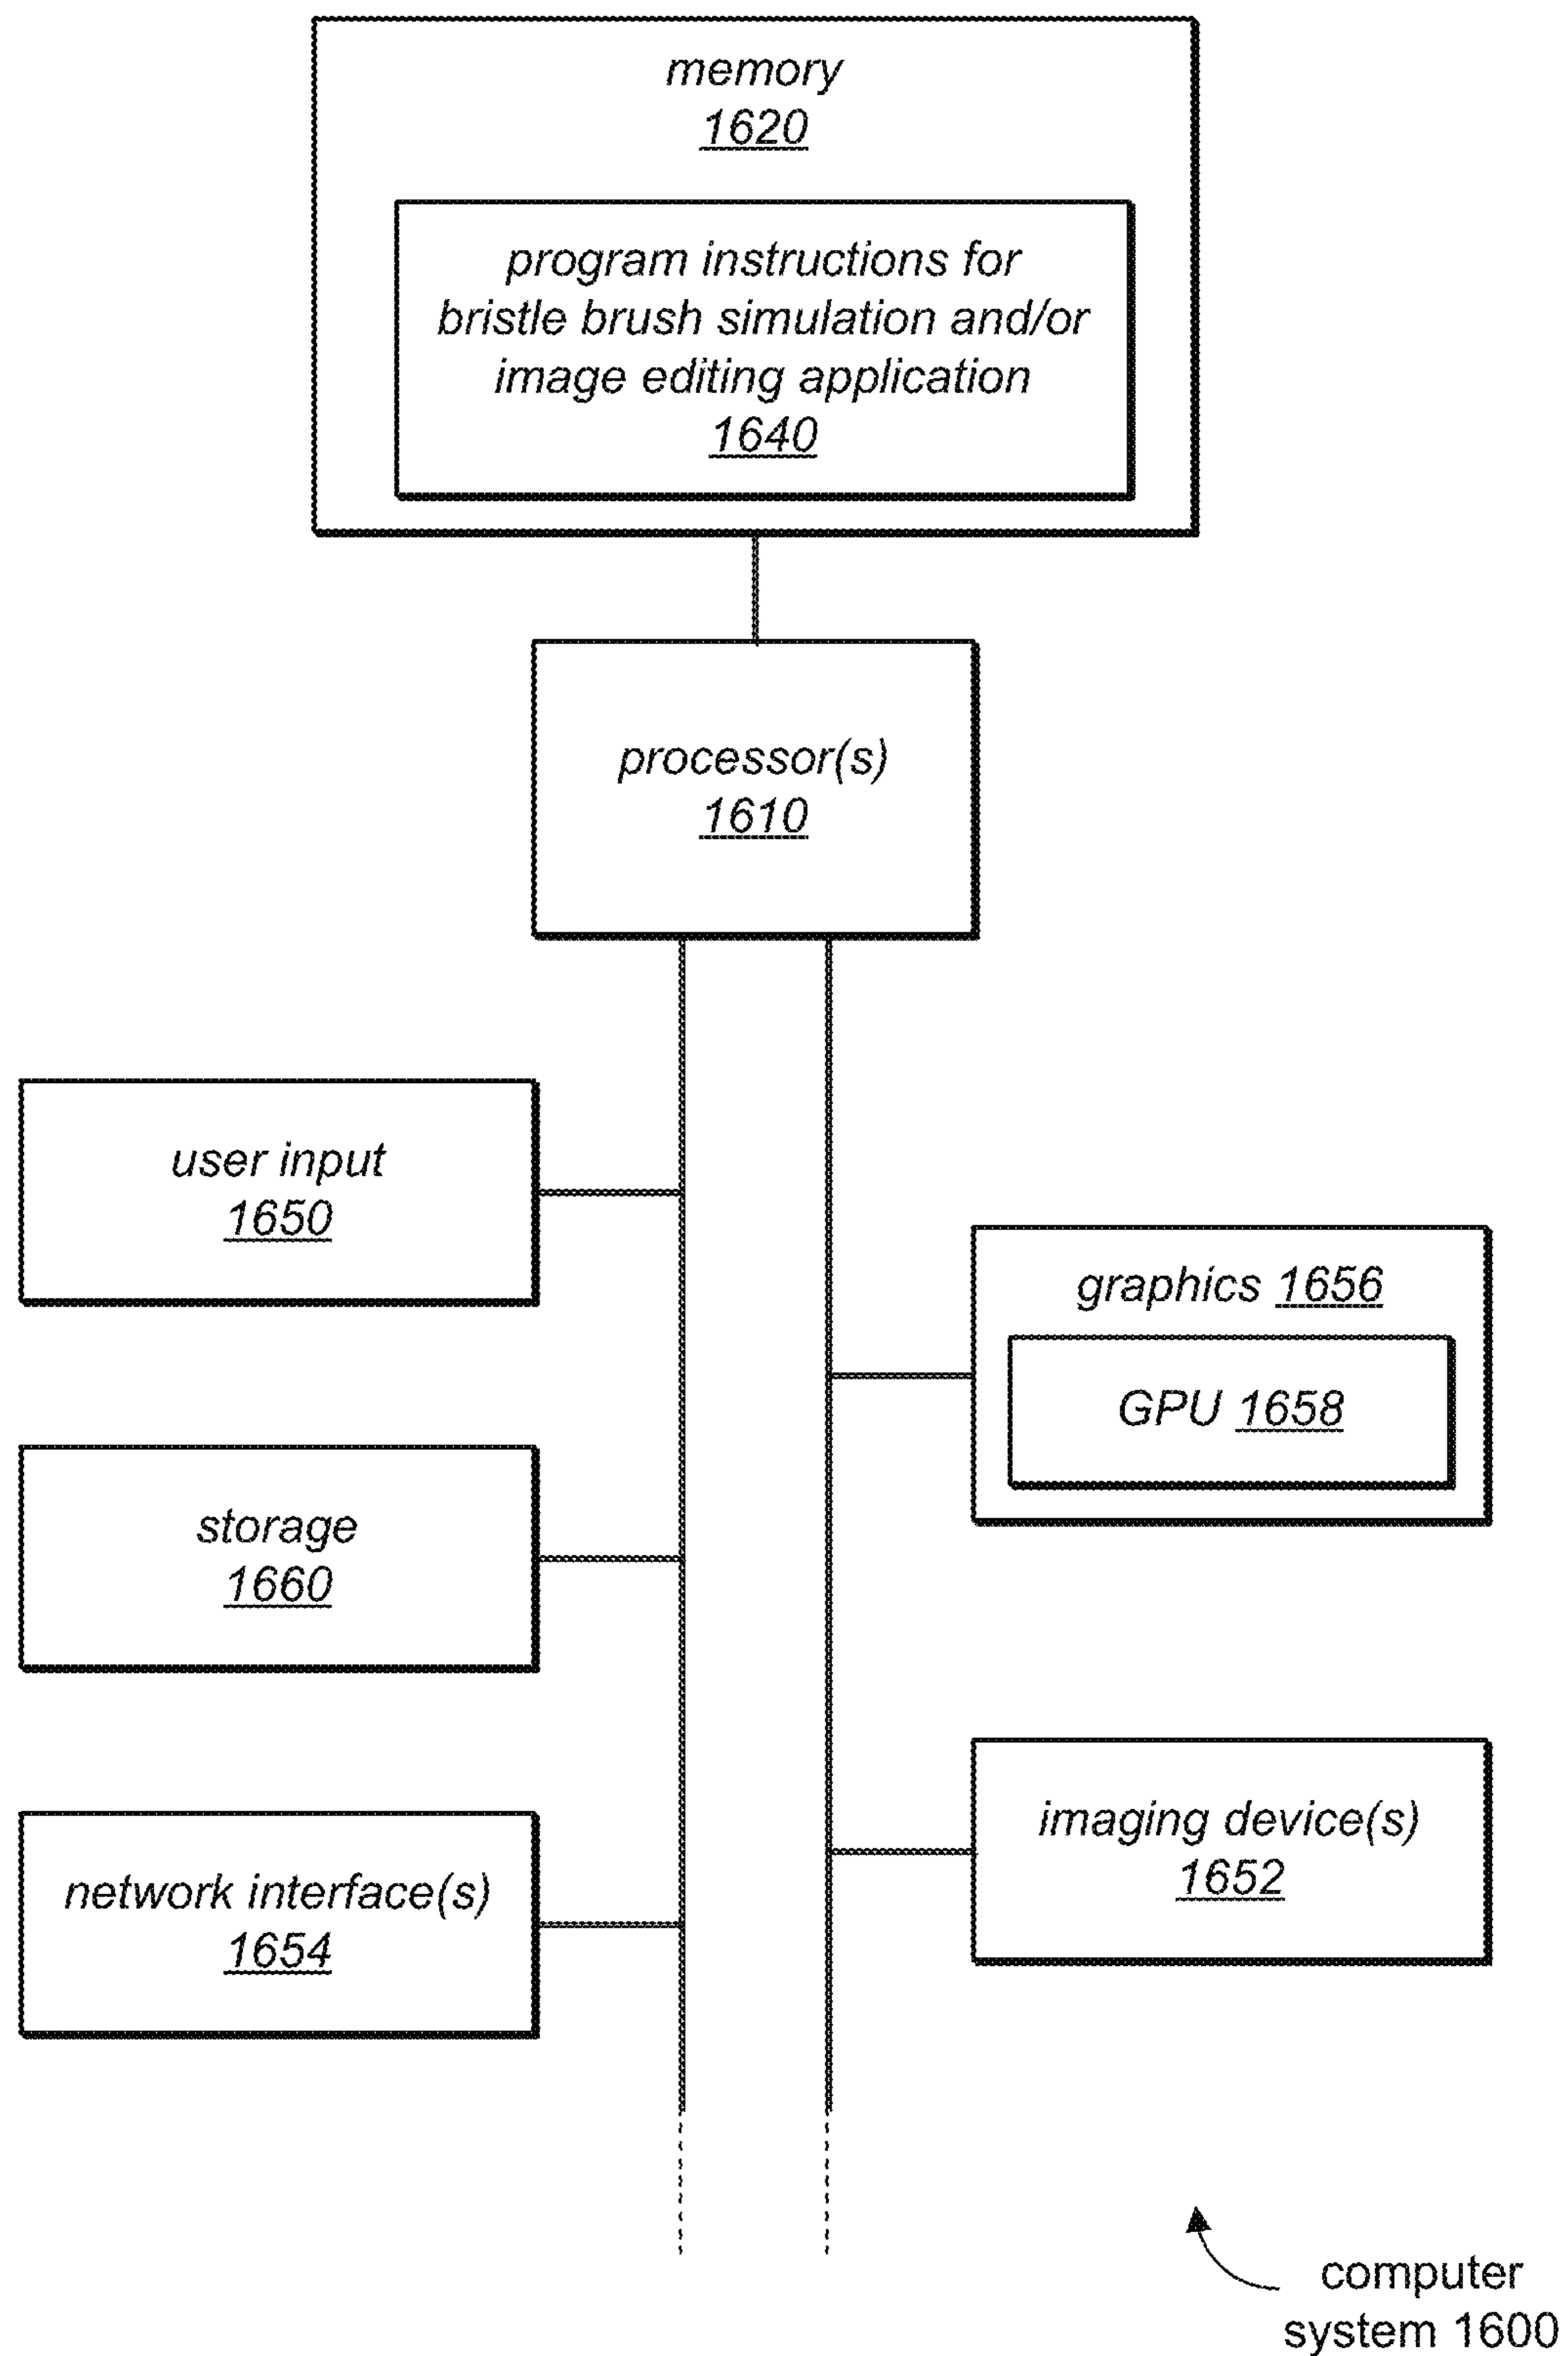 memory
1620
program instructions for
bristle brush simulation and/or
image editing application
1640
processor(s)
1610
user input
1650
graphics 1656
GPU 1658
storage
1660
imaging device(s)
1652
network interface(s)
1654
computer
system 1600